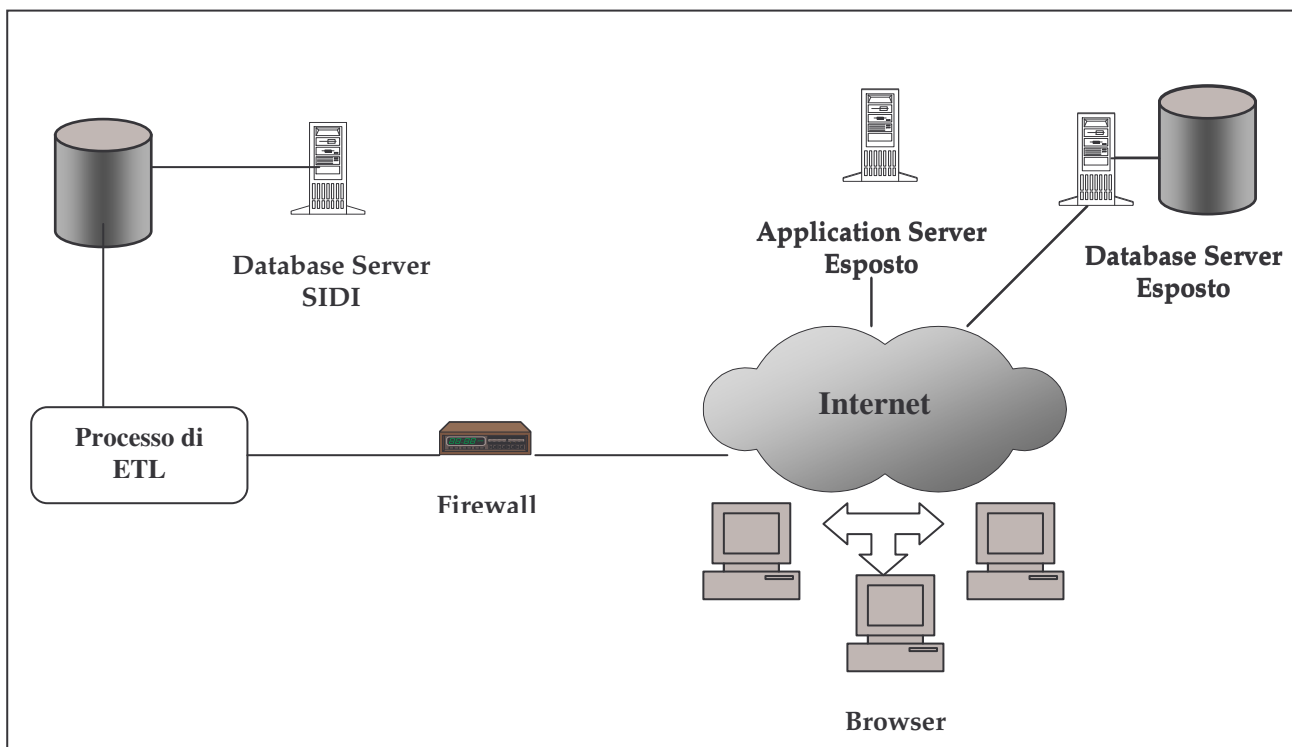 Application Server
Esposto
Database Server
Esposto
Database Server
SIDI
Internet
Processo di
ETL
Firewall
Browser